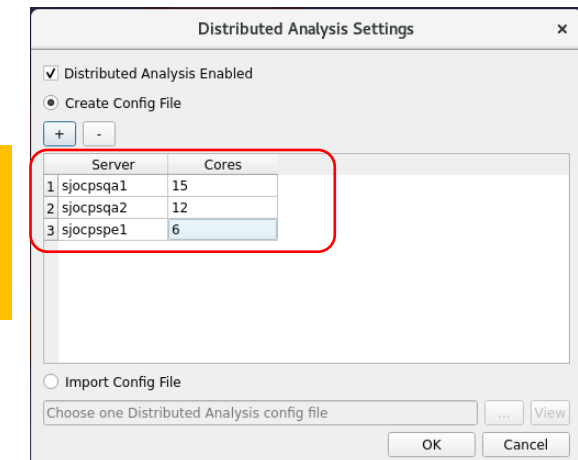 Distributed Analysis Settings ×
Distributed Analysis Enabled
Create Config File
+ -
Server Cores
1 sjocpsqa1 15
2 sjocpsqa2 12
3 sjocpspe1 6
Import Config File
Choose one Distributed Analysis config file ... View
OK Cancel